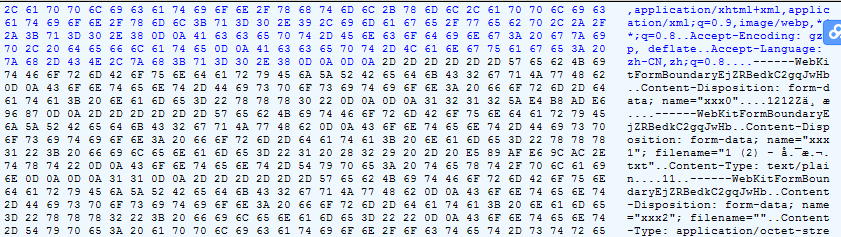 2C 61 70 70 6C 69 63 61 74 69 6F 6E 2F 78 68 74 6D 6C 2B 78 6D 6C 2C 61 70 70 6C 69 63 ,application/xhtml+xml,applic
61 74 69 6F 6E 2F 78 6D 6C 3B 71 3D 30 2E 39 2C 69 6D 61 67 65 2F 77 65 62 70 2C 2A 2F ation/xml;q=0.9,image/webp,*
2A 3B 71 3D 30 2E 38 0D 0A 41 63 63 65 70 74 2D 45 6E 63 6F 64 69 6E 67 3A 20 67 7A 69 *;q=0.8..Accept-Encoding: gz
70 2C 20 64 65 66 6C 61 74 65 0D 0A 41 63 63 65 70 74 2D 4C 61 6E 67 75 61 67 65 3A 20 p, deflate..Accept-Language:
7A 68 2D 43 4E 2C 7A 68 3B 71 3D 30 2E 38 0D 0A 0D 0A 2D 2D 2D 2D 2D 2D 57 65 62 4B 69 zh-CN,zh;q=0.8....------WebKi
74 46 6F 72 6D 42 6F 75 6E 64 61 72 79 45 6A 5A 52 42 65 64 6B 43 32 67 71 4A 77 48 62 tFormBoundaryEjZRBedkC2gqJwHb
0D 0A 43 6F 6E 74 65 6E 74 2D 44 69 73 70 6F 73 69 74 69 6F 6E 3A 20 66 6F 72 6D 2D 64 ..Content-Disposition: form-d
61 74 61 3B 20 6E 61 6D 65 3D 22 78 78 78 30 22 0D 0A 0D 0A 31 32 31 32 5A E4 B8 AD E6 ata; name="xxx0"....1212Zä¸ æ
96 87 0D 0A 2D 2D 2D 2D 2D 2D 57 65 62 4B 69 74 46 6F 72 6D 42 6F 75 6E 64 61 72 79 45 ..------WebKitFormBoundaryE
6A 5A 52 42 65 64 6B 43 32 67 71 4A 77 48 62 0D 0A 43 6F 6E 74 65 6E 74 2D 44 69 73 70 jZRBedkC2gqJwHb..Content-Disp
6F 73 69 74 69 6F 6E 3A 20 66 6F 72 6D 2D 64 61 74 61 3B 20 6E 61 6D 65 3D 22 78 78 78 osition: form-data; name="xxx
31 22 3B 20 66 69 6C 65 6E 61 6D 65 3D 22 31 20 28 32 29 20 2D 20 E5 89 AF E6 9C AC 2E 1"; filename="1 (2) - å.¯æ.¬.
74 78 74 22 0D 0A 43 6F 6E 74 65 6E 74 2D 54 79 70 65 3A 20 74 65 78 74 2F 70 6C 61 69 txt"..Content-Type: text/plai
6E 0D 0A 0D 0A 31 31 0D 0A 2D 2D 2D 2D 2D 2D 57 65 62 4B 69 74 46 6F 72 6D 42 6F 75 6E n....11..------WebKitFormBoun
64 61 72 79 45 6A 5A 52 42 65 64 6B 43 32 67 71 4A 77 48 62 0D 0A 43 6F 6E 74 65 6E 74 daryEjZRBedkC2gqJwHb..Content
2D 44 69 73 70 6F 73 69 74 69 6F 6E 3A 20 66 6F 72 6D 2D 64 61 74 61 3B 20 6E 61 6D 65 -Disposition: form-data; name
3D 22 78 78 78 32 22 3B 20 66 69 6C 65 6E 61 6D 65 3D 22 22 0D 0A 43 6F 6E 74 65 6E 74 ="xxx2"; filename=""..Content
2D 54 79 70 65 3A 20 61 70 70 6C 69 63 61 74 69 6F 6E 2F 6F 63 74 65 74 2D 73 74 72 65 -Type: application/octet-stre